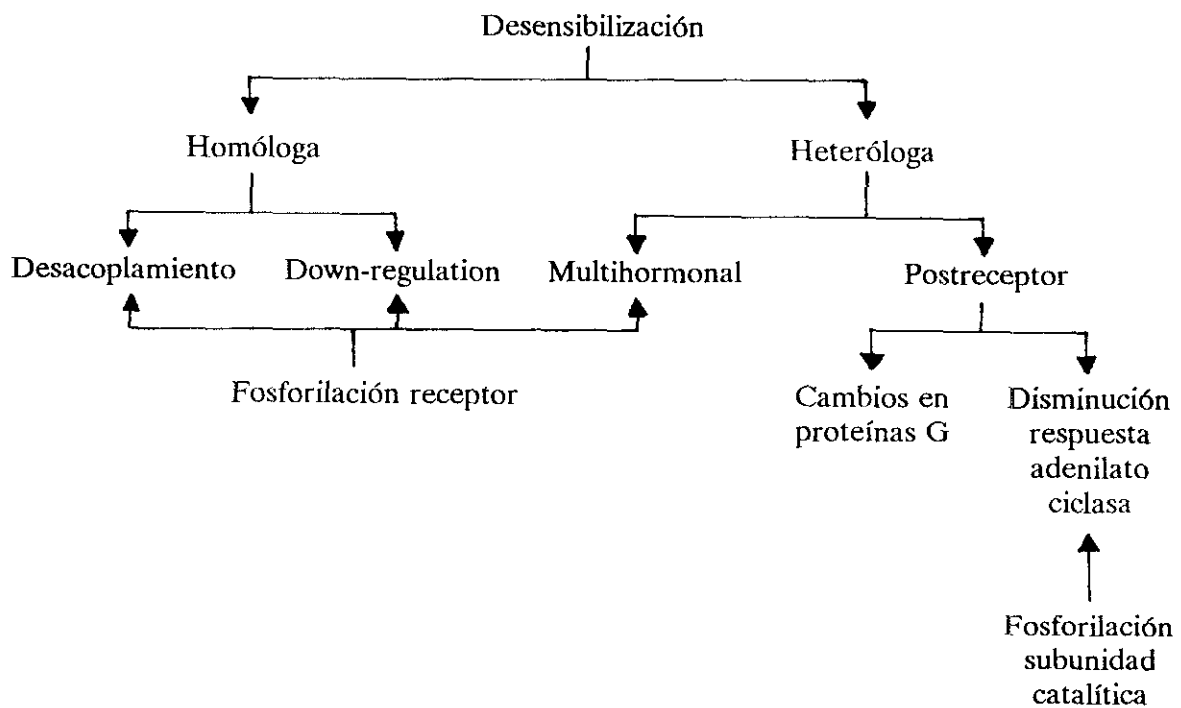 Desensibilización
Homóloga
Heteróloga
Desacoplamiento
Down-regulation
Multihormonal
Postreceptor
Fosforilación receptor
Cambios en
proteínas G
Disminución
respuesta
adenilato
ciclasa
Fosforilación
subunidad
catalítica